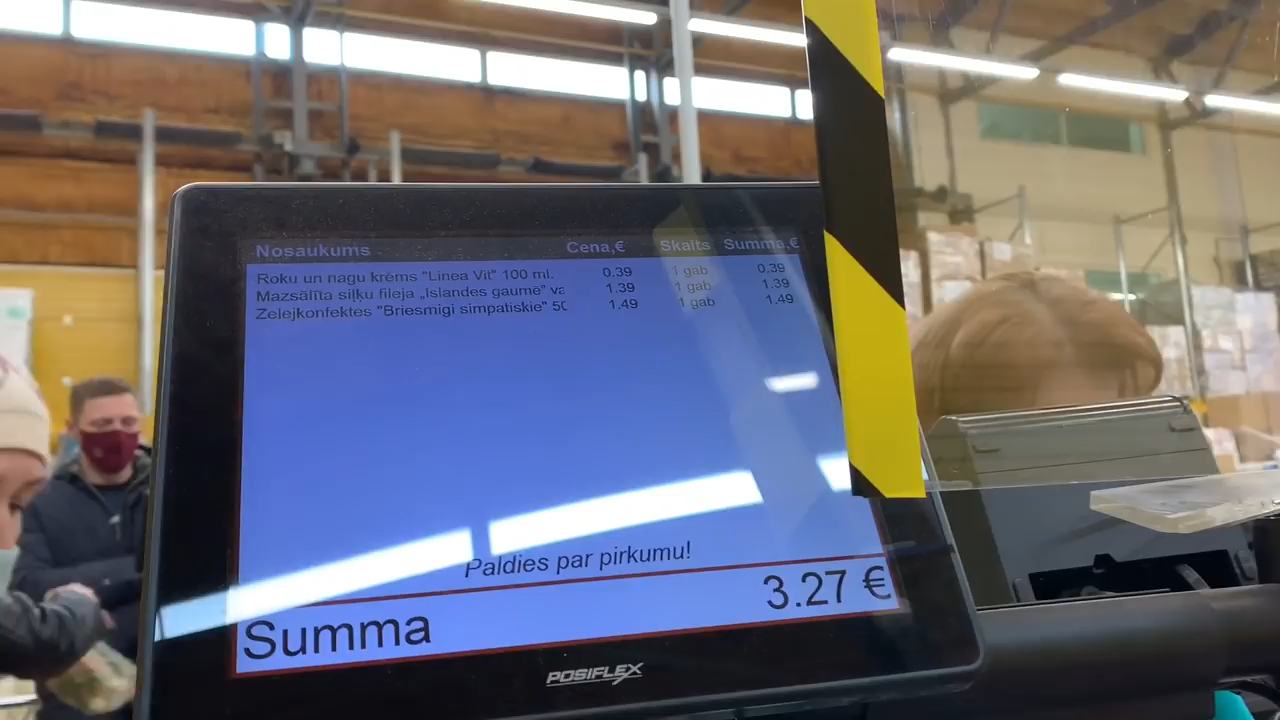 Nosaukums Cena,€ Skaits Summa,€
Roku un nagu krēms "Linea Vit" 100 ml. 0.39 1 gab 0.39
Mazsālīta siļķu fileja „Islandes gaumē" va 1.39 1 gab 1.39
Želejkonfektes "Briesmīgi simpātiskie" 50 1.49 1 gab 1.49
Paldies par pirkumu!
Summa 3.27 €
POSIFLEX